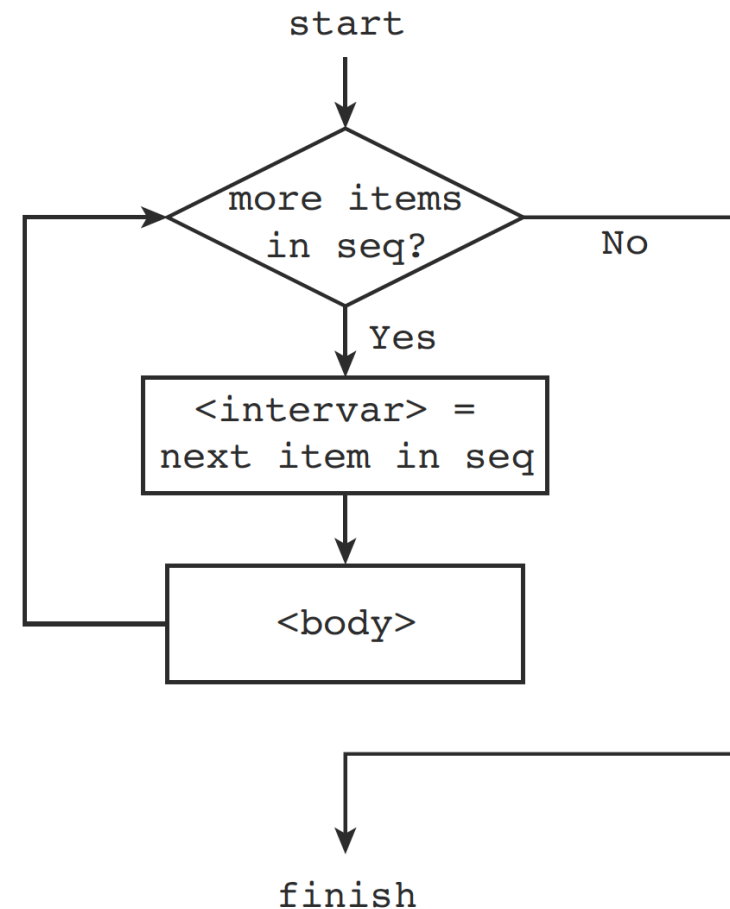 start
more items
in seq?
No
Yes
<intervar> =
next item in seq
<body>
finish